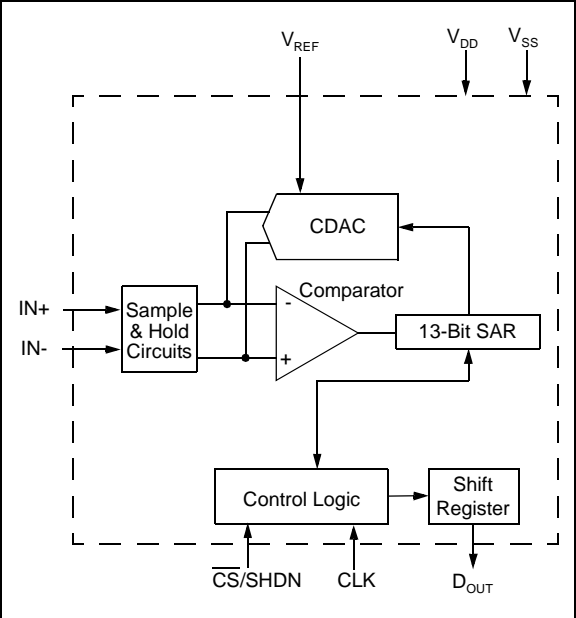 VREF
VDD
VSS
CDAC
Comparator
IN+
IN-
Sample
& Hold
Circuits
-
+
13-Bit SAR
Control Logic
Shift
Register
C̅S̅/SHDN
CLK
DOUT